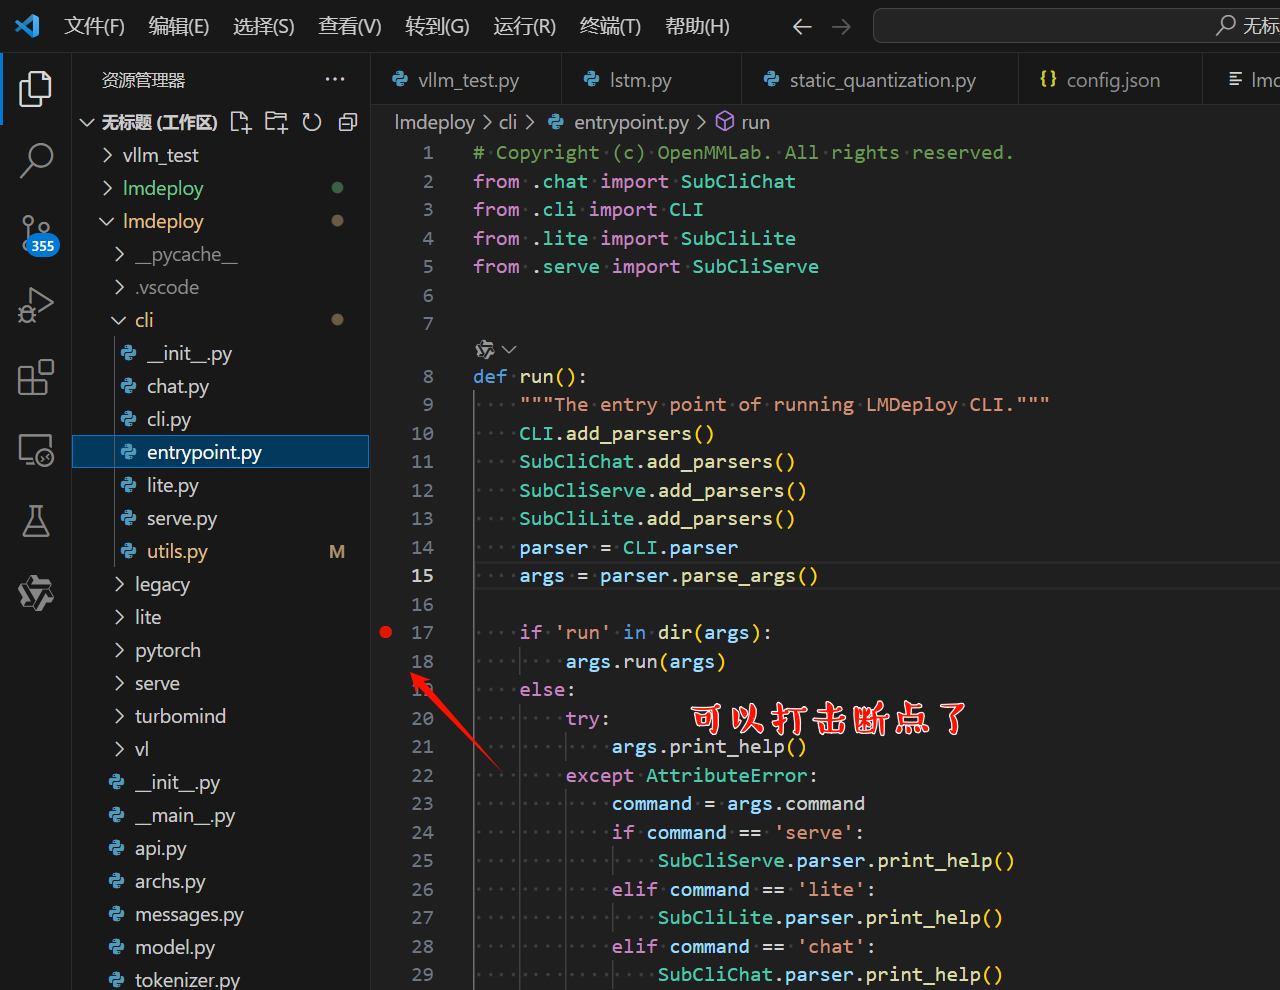 文件(F) 编辑(E) 选择(S) 查看(V) 转到(G) 运行(R) 终端(T) 帮助(H) 无标
资源管理器
无标题 (工作区)
vllm_test
lmdeploy
lmdeploy
__pycache__
.vscode
cli
__init__.py
chat.py
cli.py
entrypoint.py
lite.py
serve.py
utils.py M
legacy
lite
pytorch
serve
turbomind
vl
__init__.py
__main__.py
api.py
archs.py
messages.py
model.py
tokenizer.py
355
vllm_test.py lstm.py static_quantization.py config.json lmd
lmdeploy > cli > entrypoint.py > run
1 # Copyright (c) OpenMMLab. All rights reserved.
2 from .chat import SubCliChat
3 from .cli import CLI
4 from .lite import SubCliLite
5 from .serve import SubCliServe
6
7
8 def run():
9 """The entry point of running LMDeploy CLI."""
10 CLI.add_parsers()
11 SubCliChat.add_parsers()
12 SubCliServe.add_parsers()
13 SubCliLite.add_parsers()
14 parser = CLI.parser
15 args = parser.parse_args()
16
17 if 'run' in dir(args):
18 args.run(args)
19 else:
20 try:
可以打击断点了
21 args.print_help()
22 except AttributeError:
23 command = args.command
24 if command == 'serve':
25 SubCliServe.parser.print_help()
26 elif command == 'lite':
27 SubCliLite.parser.print_help()
28 elif command == 'chat':
29 SubCliChat.parser.print_help()